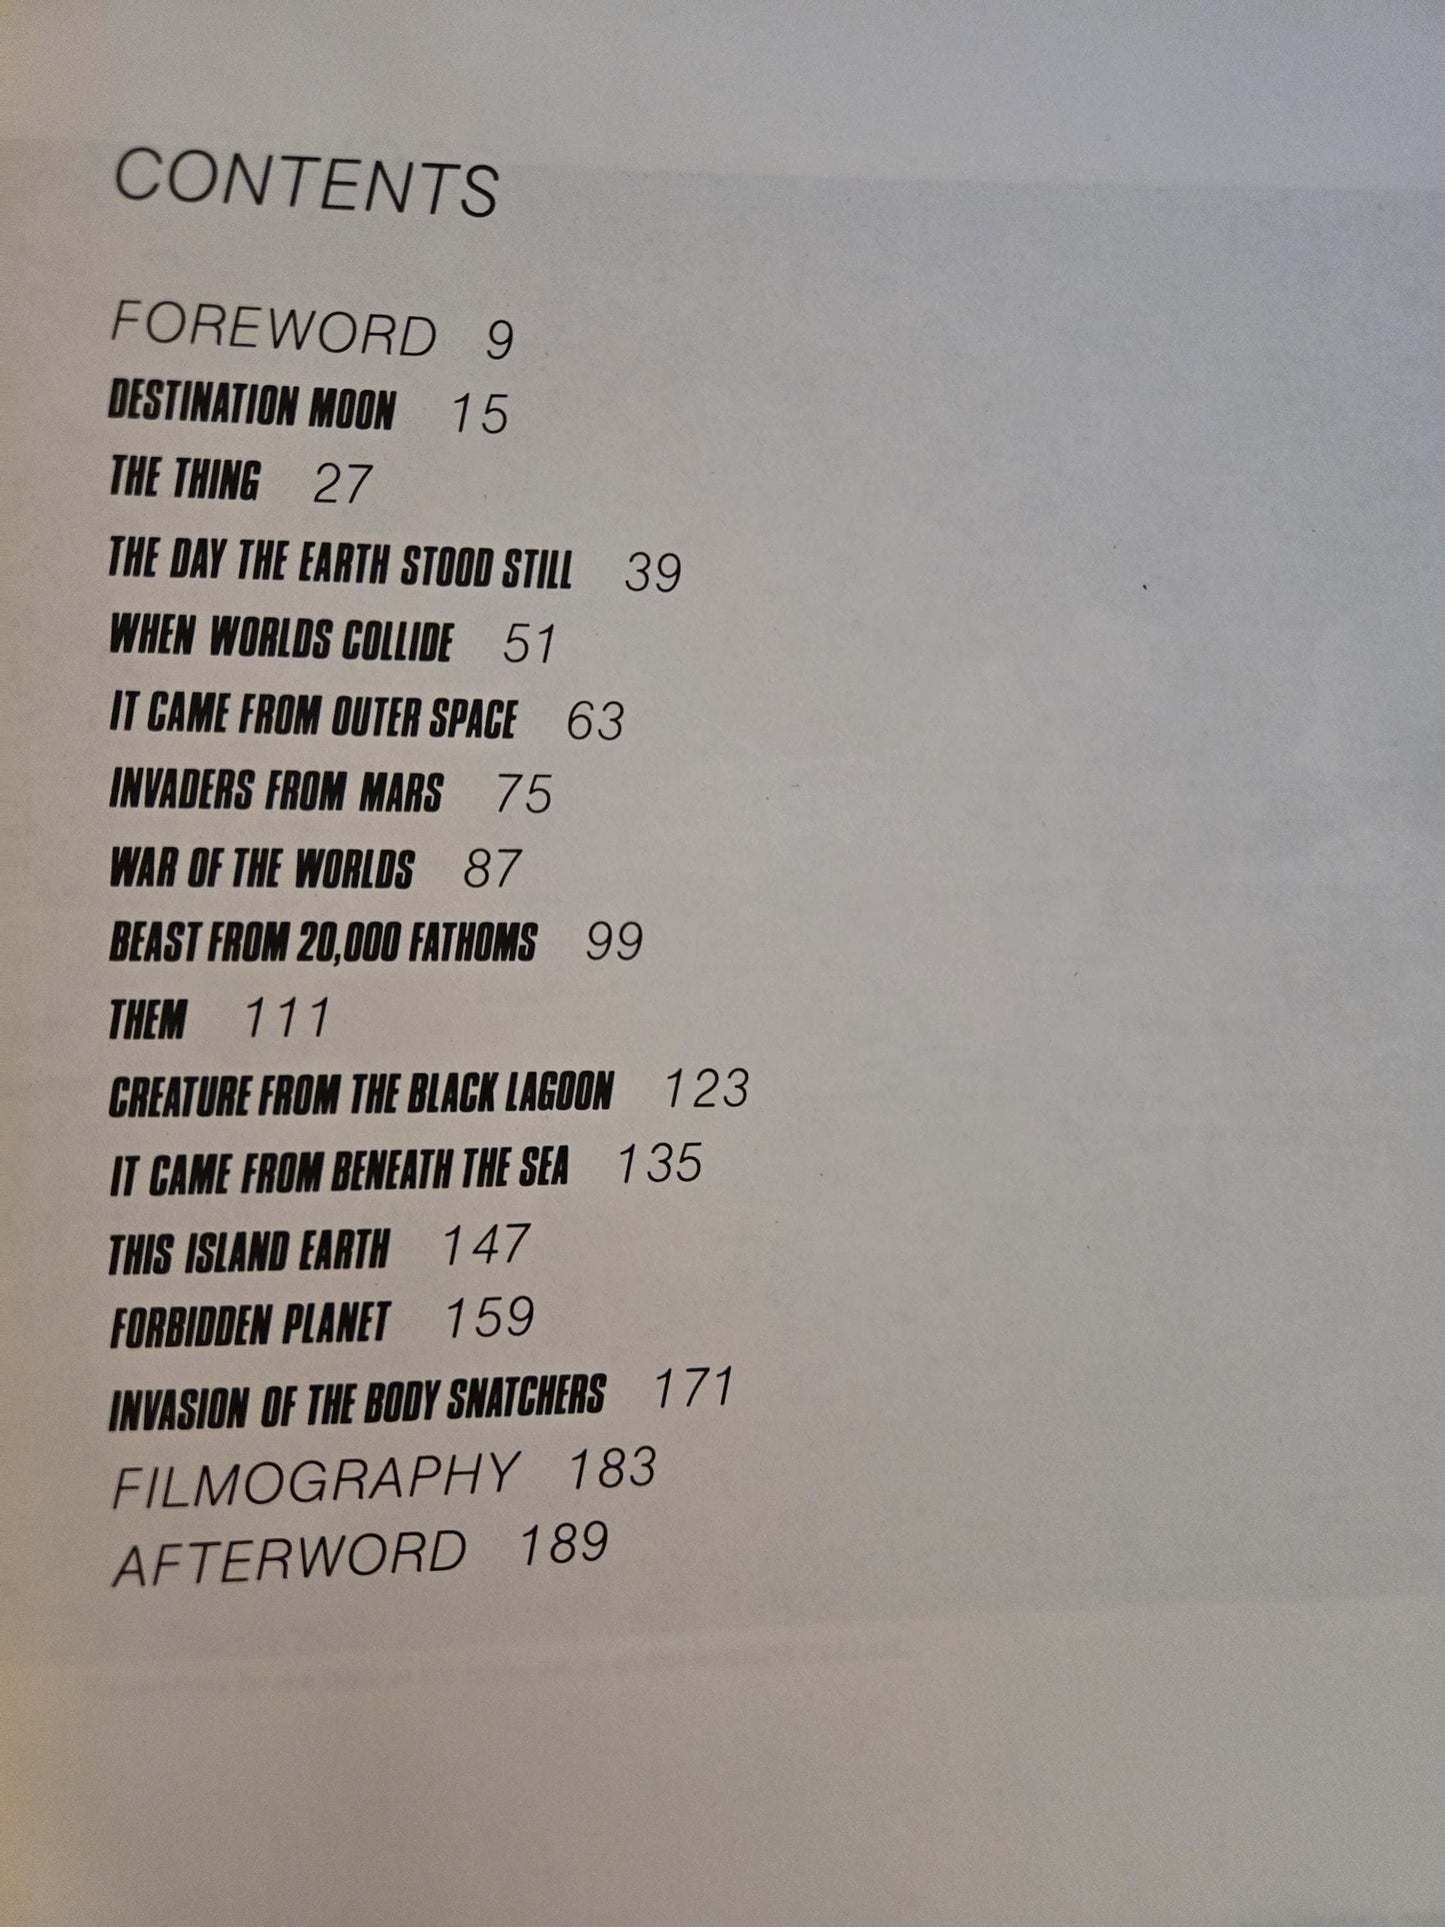 CONTENTS
FOREWORD 9
DESTINATION MOON 15
THE THING 27
THE DAY THE EARTH STOOD STILL 39
WHEN WORLDS COLLIDE 51
IT CAME FROM OUTER SPACE 63
INVADERS FROM MARS 75
WAR OF THE WORLDS 87
BEAST FROM 20,000 FATHOMS 99
THEM 111
CREATURE FROM THE BLACK LAGOON 123
IT CAME FROM BENEATH THE SEA 135
THIS ISLAND EARTH 147
FORBIDDEN PLANET 159
INVASION OF THE BODY SNATCHERS 171
FILMOGRAPHY 183
AFTERWORD 189